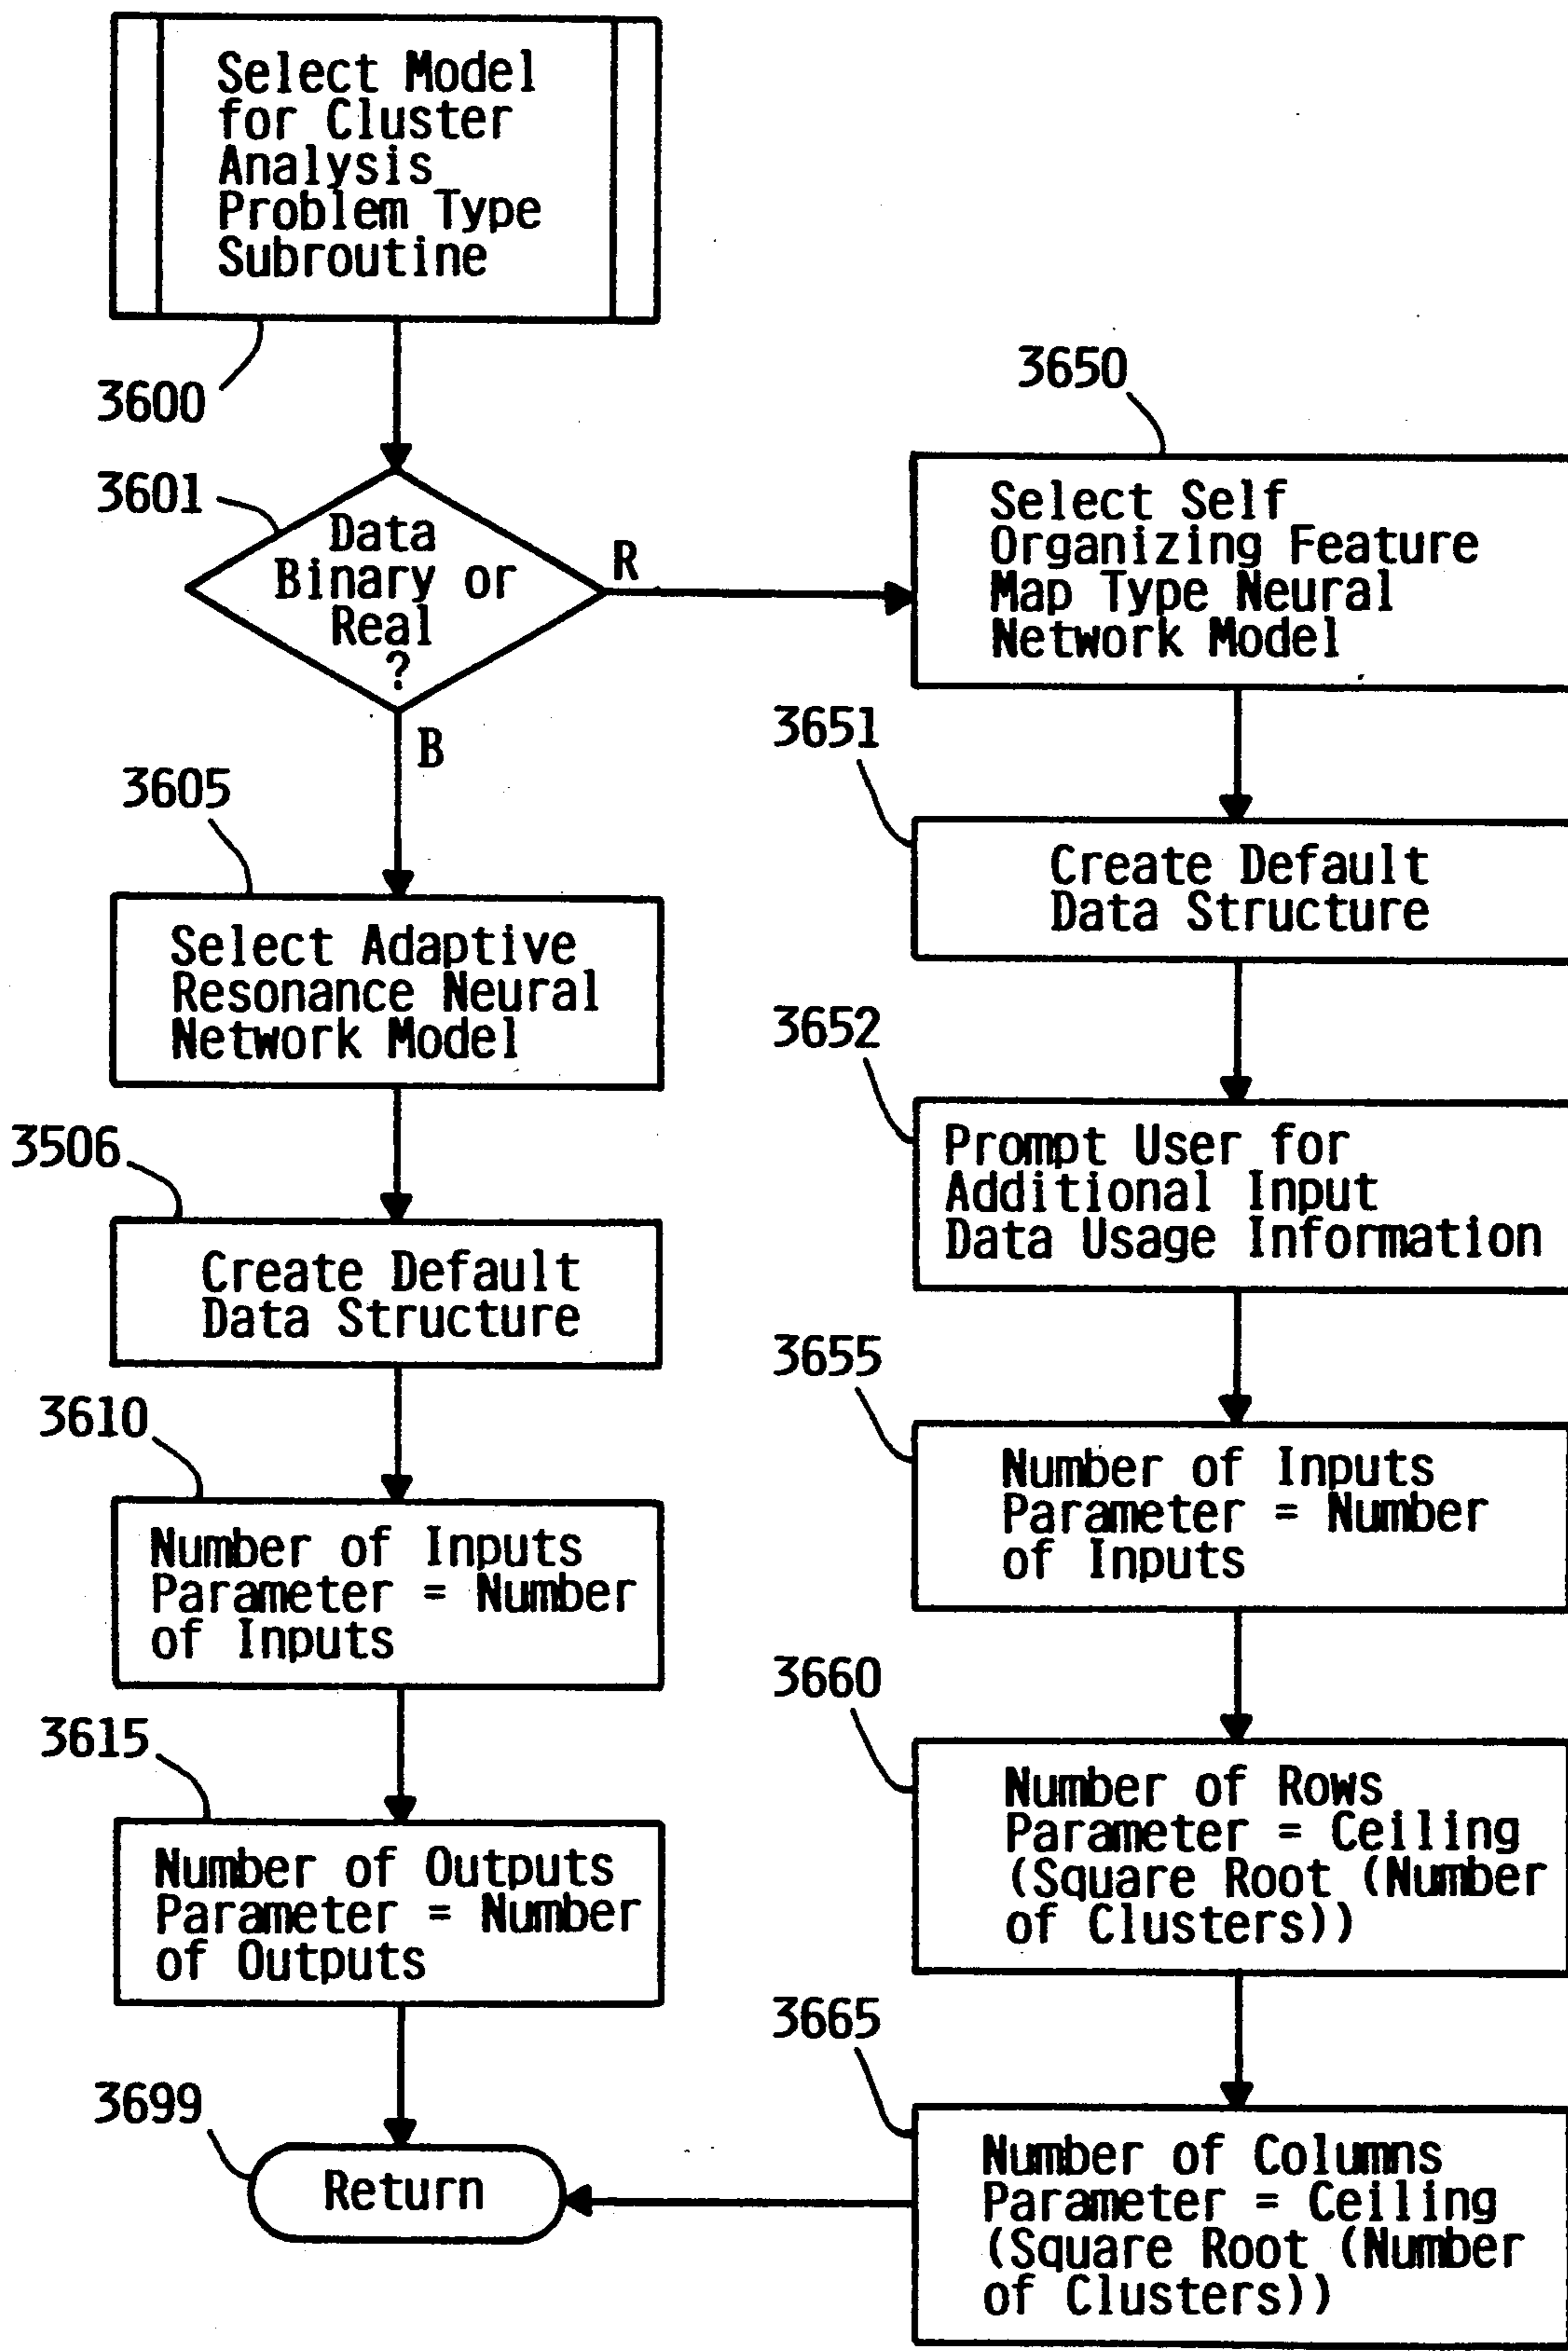 Select Model
for Cluster
Analysis
Problem Type
Subroutine
3600
3601
Data
Binary or
Real
?
R
B
3605
Select Adaptive
Resonance Neural
Network Model
3506
Create Default
Data Structure
3610
Number of Inputs
Parameter = Number
of Inputs
3615
Number of Outputs
Parameter = Number
of Outputs
3699
Return
3650
Select Self
Organizing Feature
Map Type Neural
Network Model
3651
Create Default
Data Structure
3652
Prompt User for
Additional Input
Data Usage Information
3655
Number of Inputs
Parameter = Number
of Inputs
3660
Number of Rows
Parameter = Ceiling
(Square Root (Number
of Clusters))
3665
Number of Columns
Parameter = Ceiling
(Square Root (Number
of Clusters))